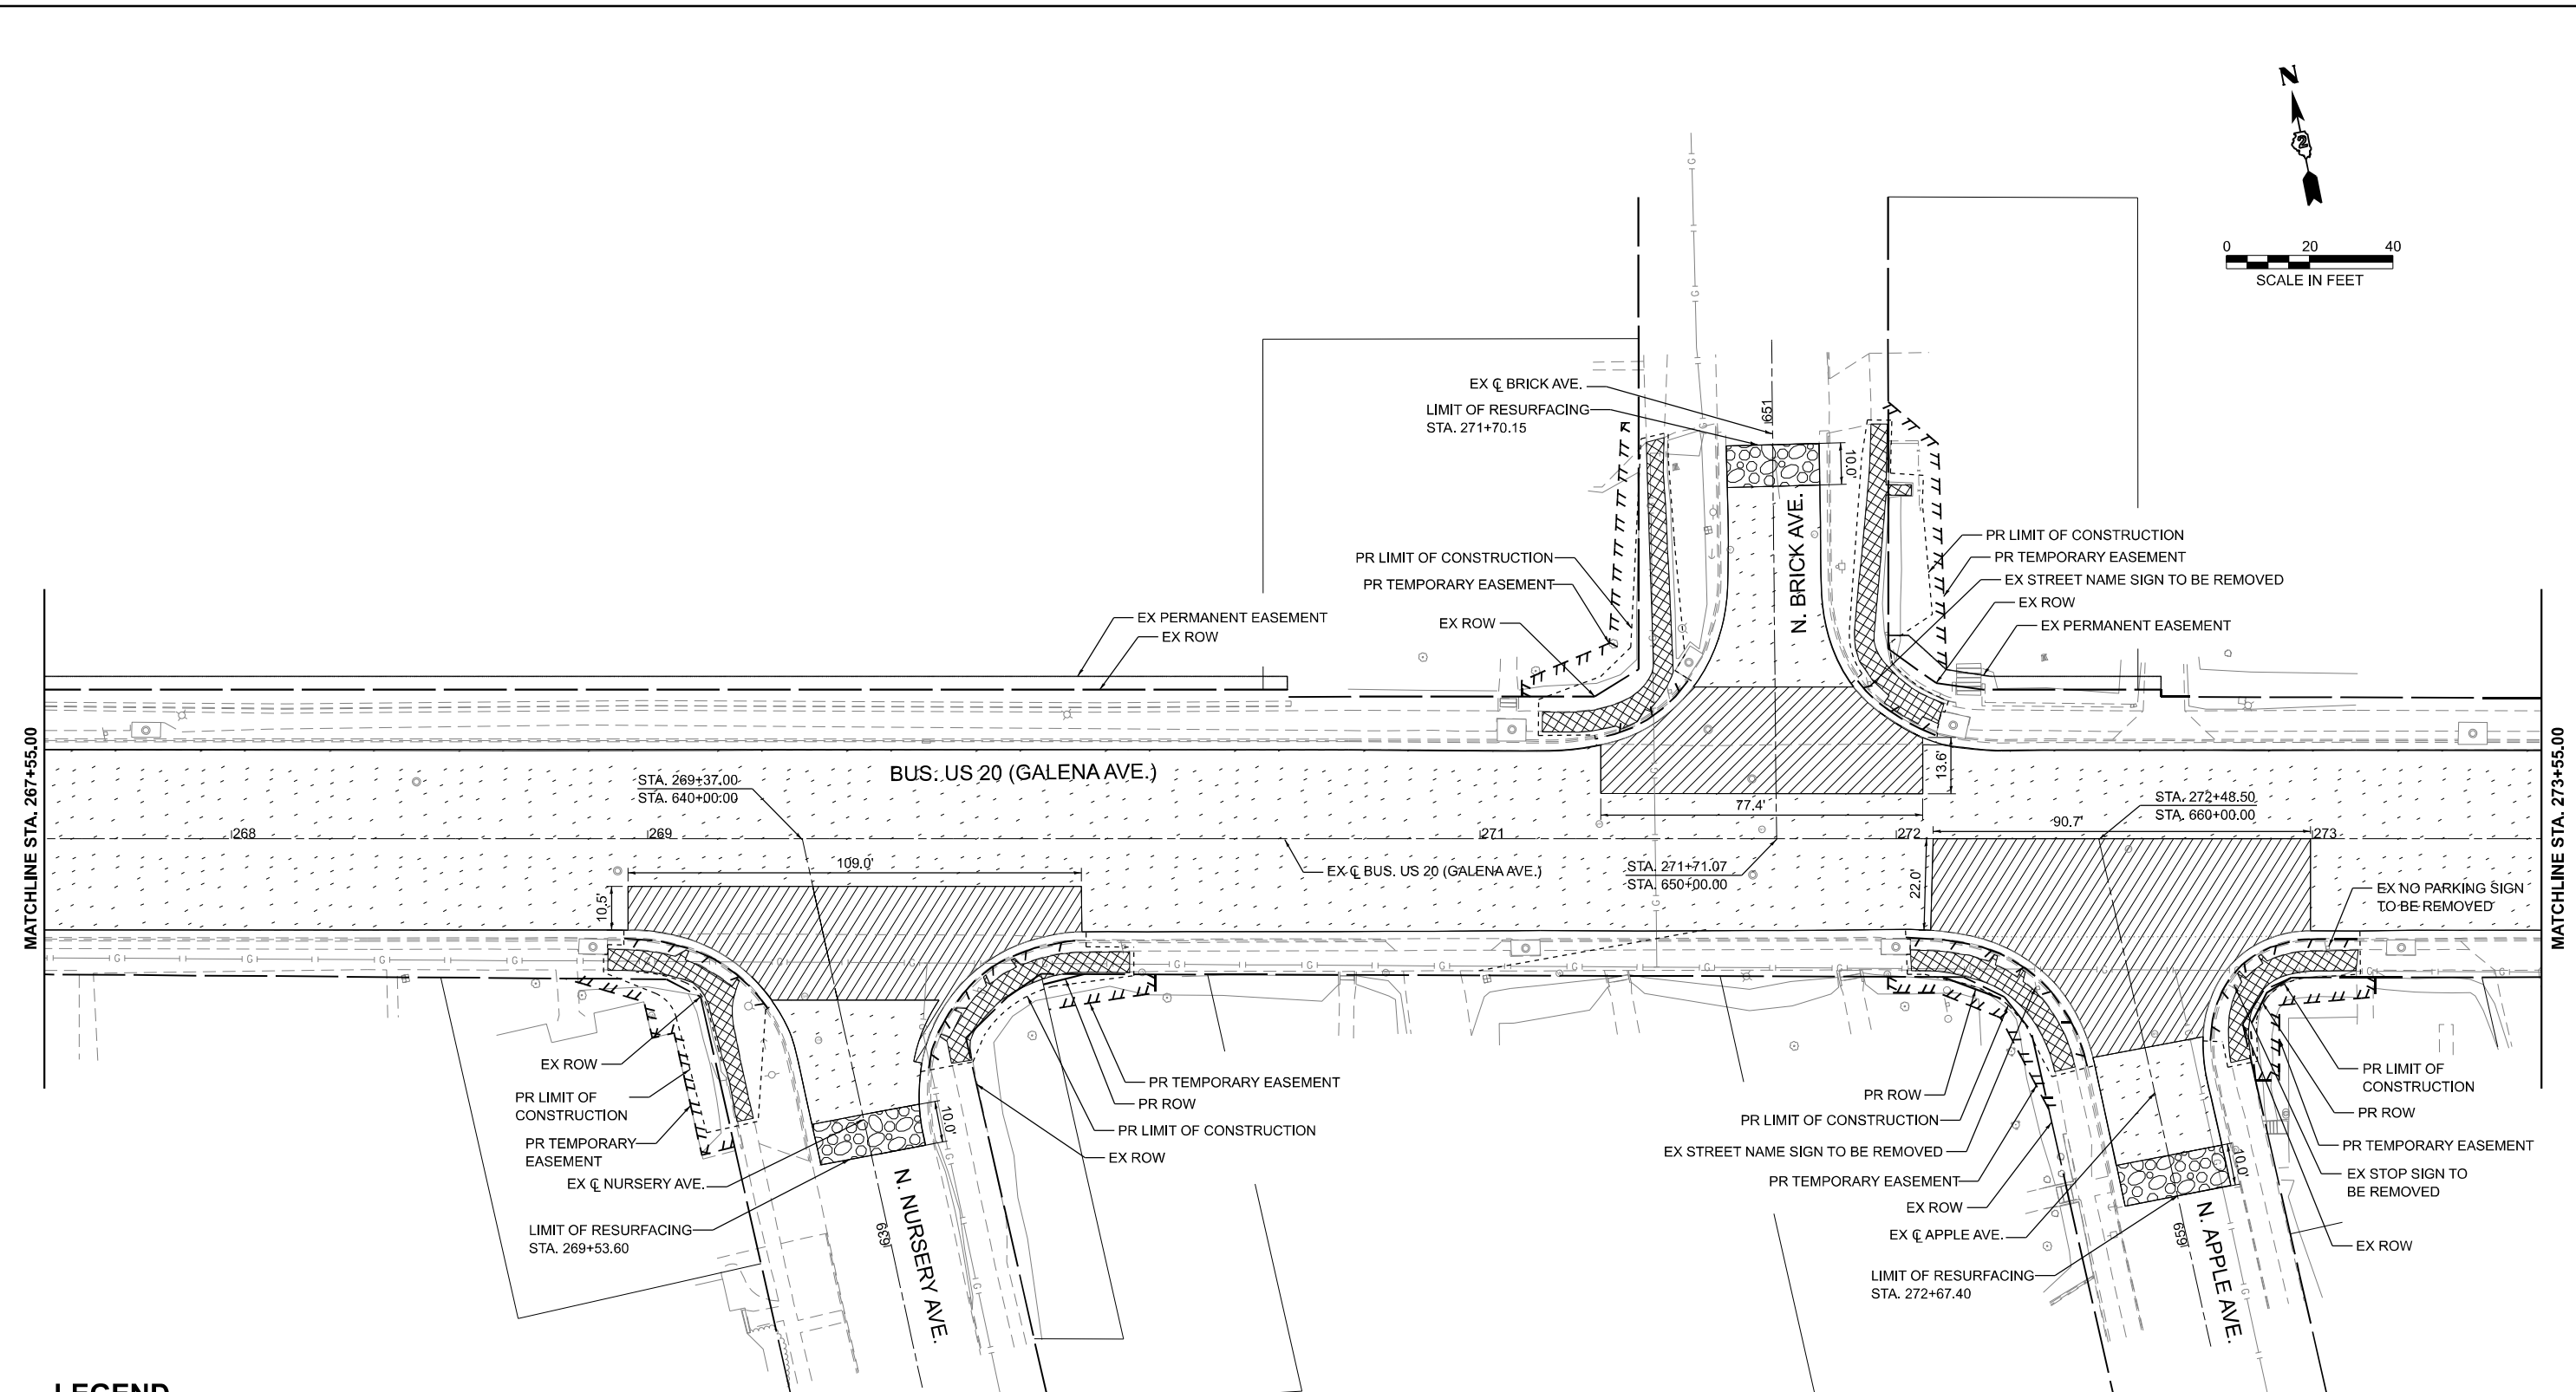 N
2
0 20 40
SCALE IN FEET
EX ℄ BRICK AVE.
LIMIT OF RESURFACING
STA. 271+70.15
651
10.0'
N. BRICK AVE.
PR LIMIT OF CONSTRUCTION
PR TEMPORARY EASEMENT
EX ROW
PR LIMIT OF CONSTRUCTION
PR TEMPORARY EASEMENT
EX STREET NAME SIGN TO BE REMOVED
EX ROW
EX PERMANENT EASEMENT
EX PERMANENT EASEMENT
EX ROW
MATCHLINE STA. 267+55.00
MATCHLINE STA. 273+55.00
BUS. US 20 (GALENA AVE.)
STA. 269+37.00
STA. 640+00.00
13.6'
77.4'
STA. 272+48.50
STA. 660+00.00
90.7'
268
269
271
272
273
109.0'
10.5'
EX ℄ BUS. US 20 (GALENA AVE.)
STA. 271+71.07
STA. 650+00.00
22.0'
EX NO PARKING SIGN
TO BE REMOVED
EX ROW
PR LIMIT OF
CONSTRUCTION
PR TEMPORARY
EASEMENT
EX ℄ NURSERY AVE.
LIMIT OF RESURFACING
STA. 269+53.60
10.0'
639
N. NURSERY AVE.
PR TEMPORARY EASEMENT
PR ROW
PR LIMIT OF CONSTRUCTION
EX ROW
PR ROW
PR LIMIT OF CONSTRUCTION
EX STREET NAME SIGN TO BE REMOVED
PR TEMPORARY EASEMENT
EX ROW
EX ℄ APPLE AVE.
LIMIT OF RESURFACING
STA. 272+67.40
10.0'
659
N. APPLE AVE.
PR LIMIT OF
CONSTRUCTION
PR ROW
PR TEMPORARY EASEMENT
EX STOP SIGN TO
BE REMOVED
EX ROW
LEGEND